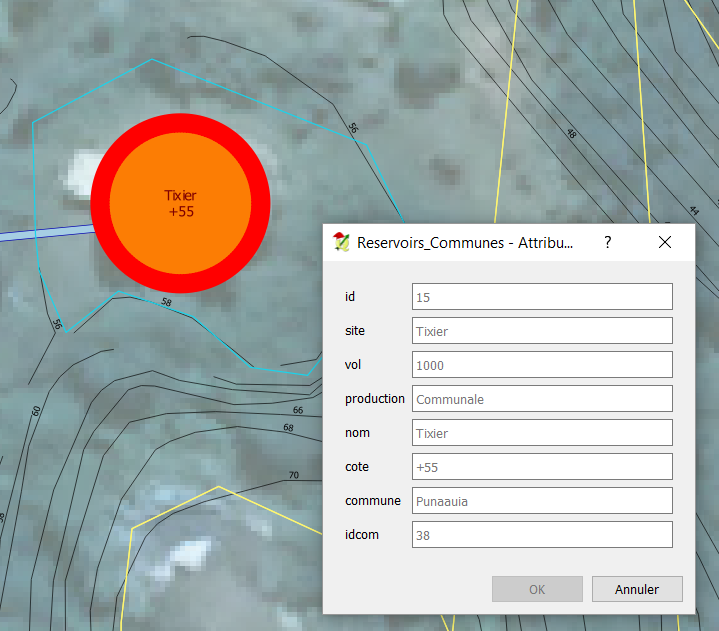 48
56
44
Tixier
+55
58
56
60
66
68
70
Reservoirs_Communes - Attribu...
?
id
15
site
Tixier
vol
1000
production
Communale
nom
Tixier
cote
+55
commune
Punaauia
idcom
38
OK
Annuler